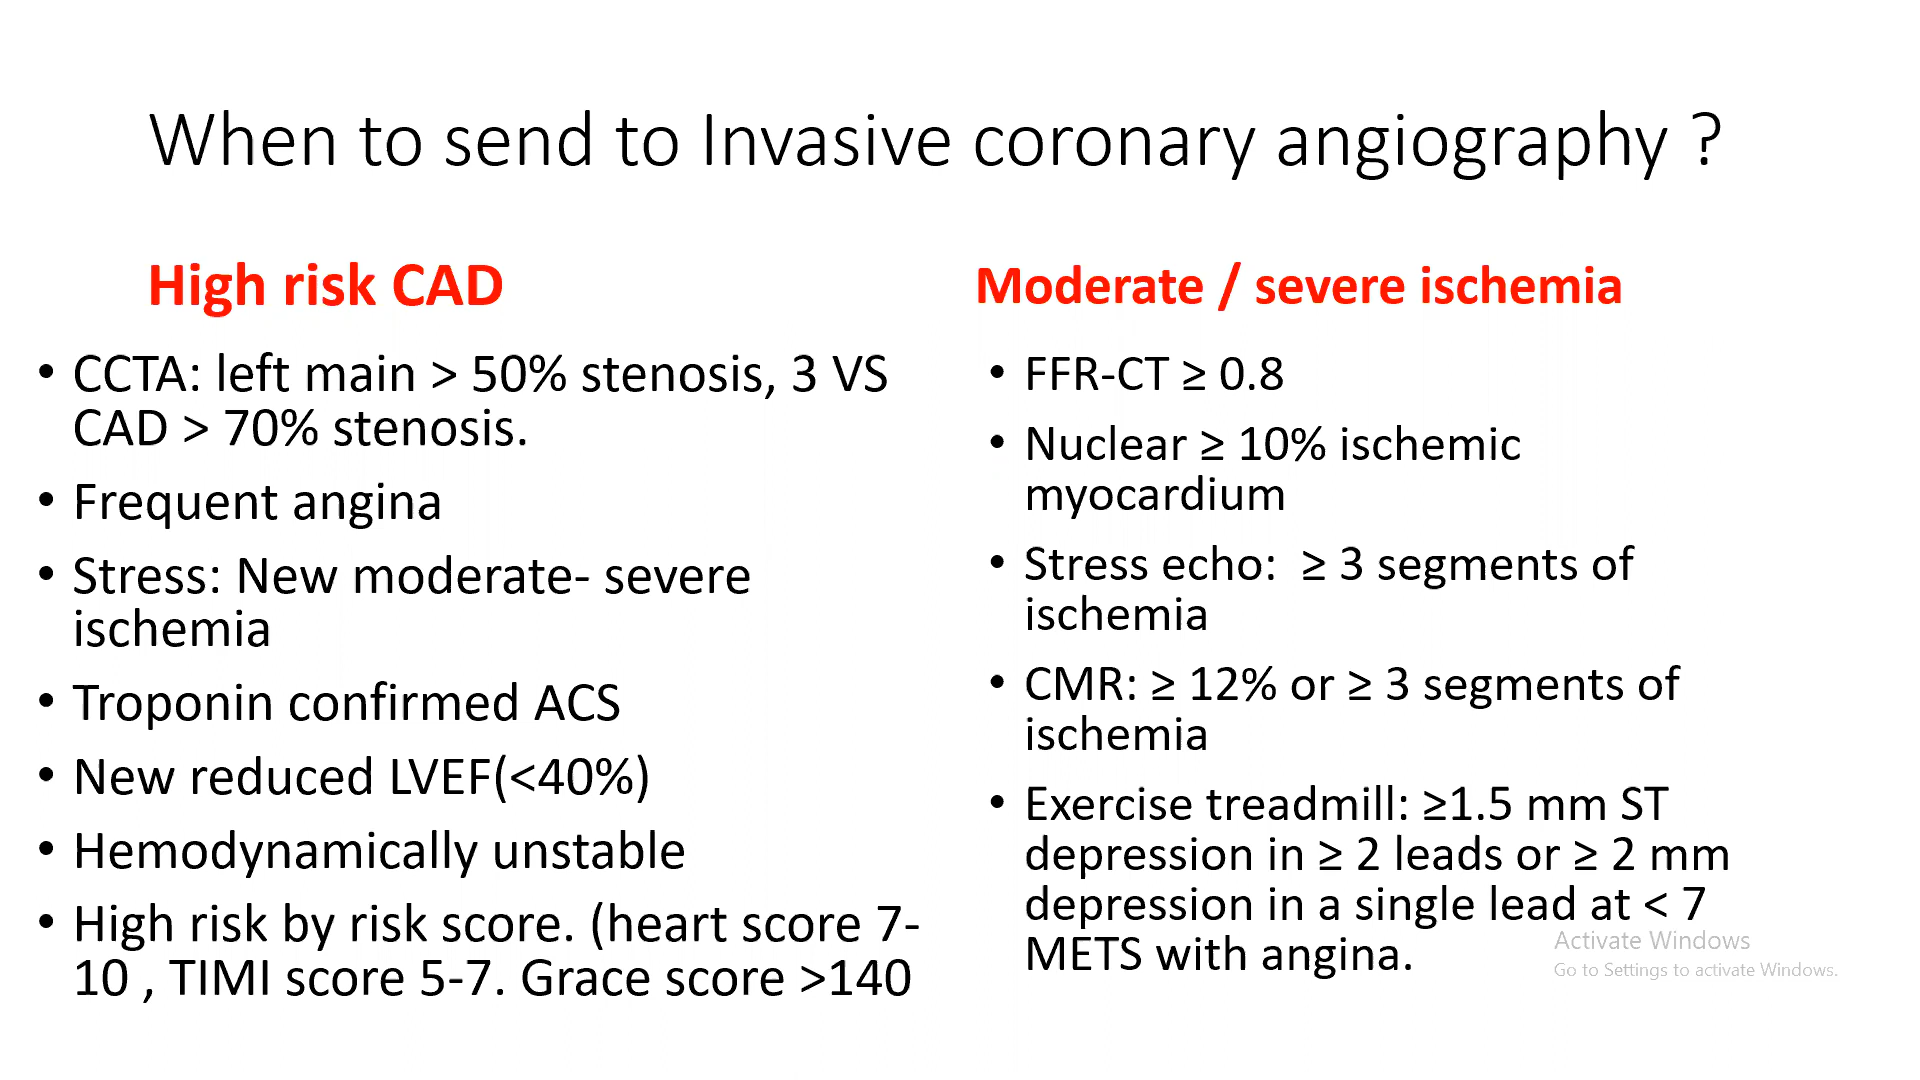 When to send to Invasive coronary angiography ?
High risk CAD
• CCTA: left main > 50% stenosis, 3 VS
CAD > 70% stenosis.
• Frequent angina
• Stress: New moderate- severe
ischemia
• Troponin confirmed ACS
• New reduced LVEF(<40%)
• Hemodynamically unstable
• High risk by risk score. (heart score 7-
10 , TIMI score 5-7. Grace score >140
Moderate / severe ischemia
• FFR-CT ≥ 0.8
• Nuclear ≥ 10% ischemic
myocardium
• Stress echo:  ≥ 3 segments of
ischemia
• CMR: ≥ 12% or ≥ 3 segments of
ischemia
• Exercise treadmill: ≥1.5 mm ST
depression in ≥ 2 leads or ≥ 2 mm
depression in a single lead at < 7
METS with angina.
Activate Windows
Go to Settings to activate Windows.